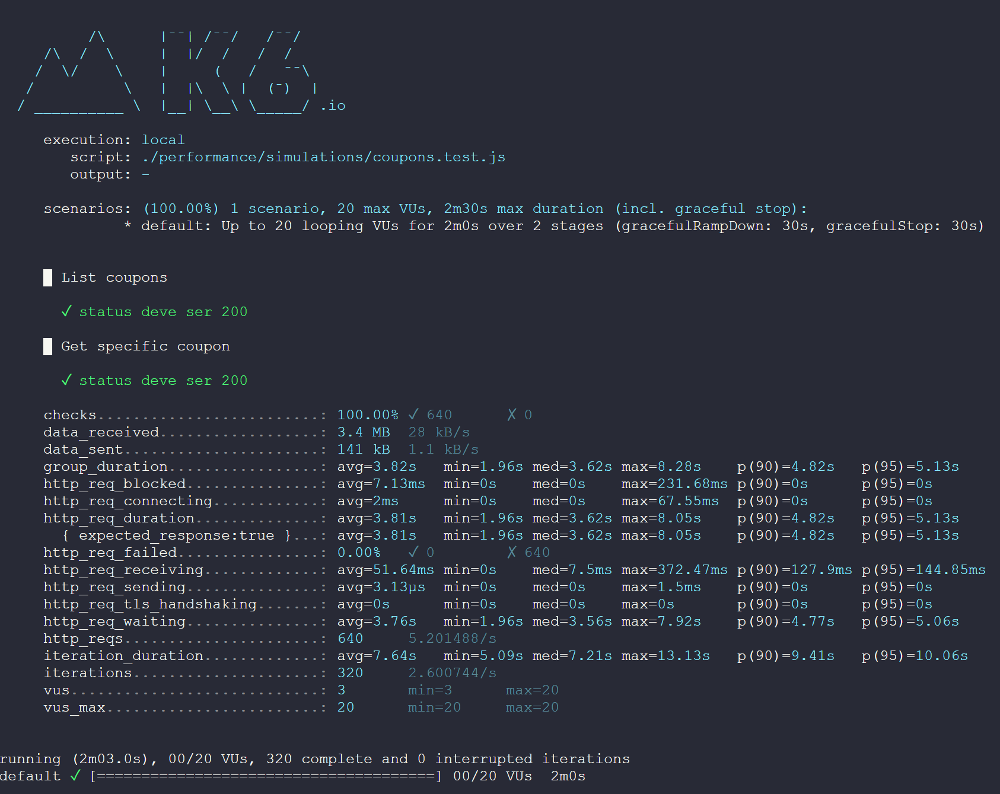 /\      |‾‾| /‾‾/   /‾‾/
     /\  /  \     |  |/  /   /  /
    /  \/    \    |     (   /   ‾‾\
   /          \   |  |\  \ |  (‾)  |
  / __________ \  |__| \__\ \_____/ .io
execution: local
script: ./performance/simulations/coupons.test.js
output: -
scenarios: (100.00%) 1 scenario, 20 max VUs, 2m30s max duration (incl. graceful stop):
* default: Up to 20 looping VUs for 2m0s over 2 stages (gracefulRampDown: 30s, gracefulStop: 30s)
█ List coupons
✓ status deve ser 200
█ Get specific coupon
✓ status deve ser 200
checks.........................: 100.00% ✓ 640 ✗ 0
data_received..................: 3.4 MB 28 kB/s
data_sent......................: 141 kB 1.1 kB/s
group_duration.................: avg=3.82s min=1.96s med=3.62s max=8.28s p(90)=4.82s p(95)=5.13s
http_req_blocked...............: avg=7.13ms min=0s med=0s max=231.68ms p(90)=0s p(95)=0s
http_req_connecting............: avg=2ms min=0s med=0s max=67.55ms p(90)=0s p(95)=0s
http_req_duration..............: avg=3.81s min=1.96s med=3.62s max=8.05s p(90)=4.82s p(95)=5.13s
{ expected_response:true }...: avg=3.81s min=1.96s med=3.62s max=8.05s p(90)=4.82s p(95)=5.13s
http_req_failed................: 0.00% ✓ 0 ✗ 640
http_req_receiving.............: avg=51.64ms min=0s med=7.5ms max=372.47ms p(90)=127.9ms p(95)=144.85ms
http_req_sending...............: avg=3.13µs min=0s med=0s max=1.5ms p(90)=0s p(95)=0s
http_req_tls_handshaking.......: avg=0s min=0s med=0s max=0s p(90)=0s p(95)=0s
http_req_waiting...............: avg=3.76s min=1.96s med=3.56s max=7.92s p(90)=4.77s p(95)=5.06s
http_reqs......................: 640 5.201488/s
iteration_duration.............: avg=7.64s min=5.09s med=7.21s max=13.13s p(90)=9.41s p(95)=10.06s
iterations.....................: 320 2.600744/s
vus............................: 3 min=3 max=20
vus_max........................: 20 min=20 max=20
running (2m03.0s), 00/20 VUs, 320 complete and 0 interrupted iterations
default ✓ [======================================] 00/20 VUs 2m0s